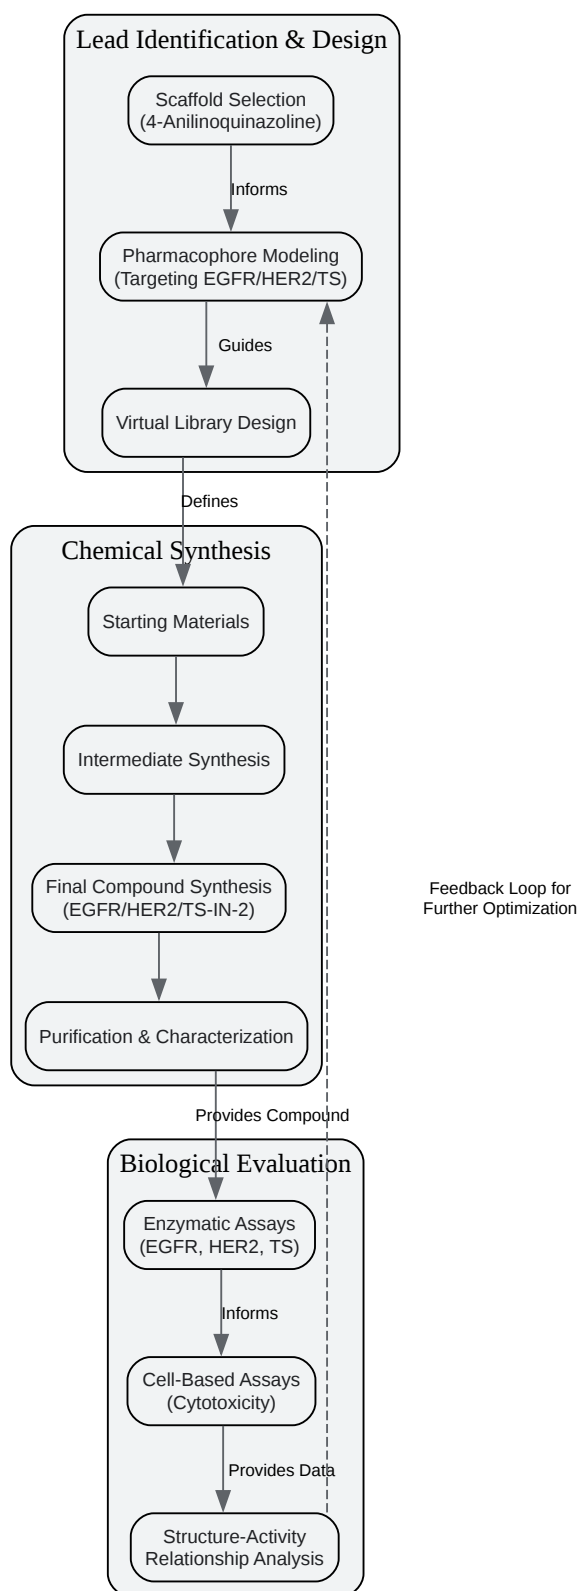 Lead Identification & Design
Scaffold Selection
(4-Anilinoquinazoline)
Informs
Pharmacophore Modeling
(Targeting EGFR/HER2/TS)
Guides
Virtual Library Design
Defines
Chemical Synthesis
Starting Materials
Intermediate Synthesis
Final Compound Synthesis
(EGFR/HER2/TS-IN-2)
Feedback Loop for
Further Optimization
Purification & Characterization
Provides Compound
Biological Evaluation
Enzymatic Assays
(EGFR, HER2, TS)
Informs
Cell-Based Assays
(Cytotoxicity)
Provides Data
Structure-Activity
Relationship Analysis